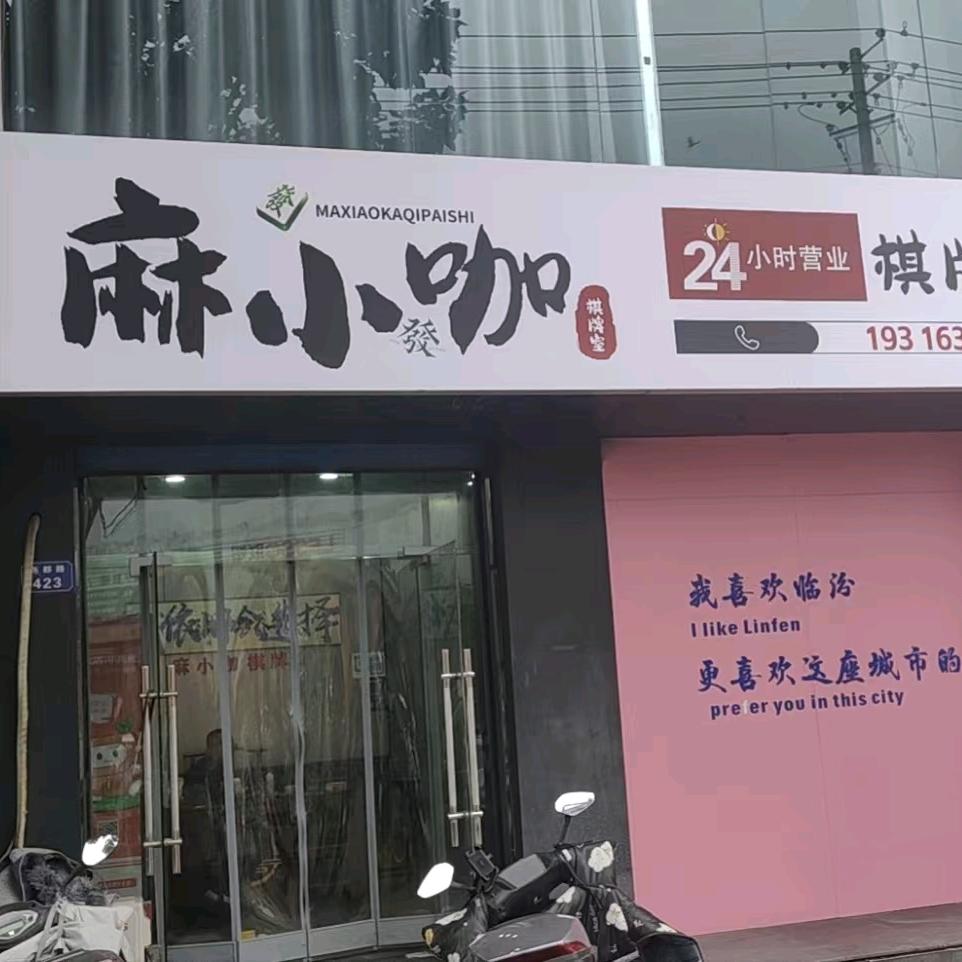 發
MAXIAOKAQIPAISHI
麻小咖
發
棋牌室
24小时营业
棋牌
193 163
423
麻小咖棋牌
我喜欢临汾
I like Linfen
更喜欢这座城市的
prefer you in this city